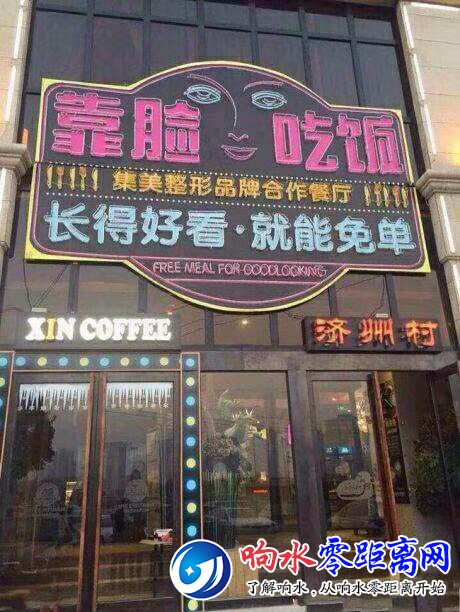 靠脸吃饭
集美整形品牌合作餐厅
长得好看·就能免单
FREE MEAL FOR GOODLOOKING
XIN COFFEE
济州村
响水零距离网
了解响水，从响水零距离开始